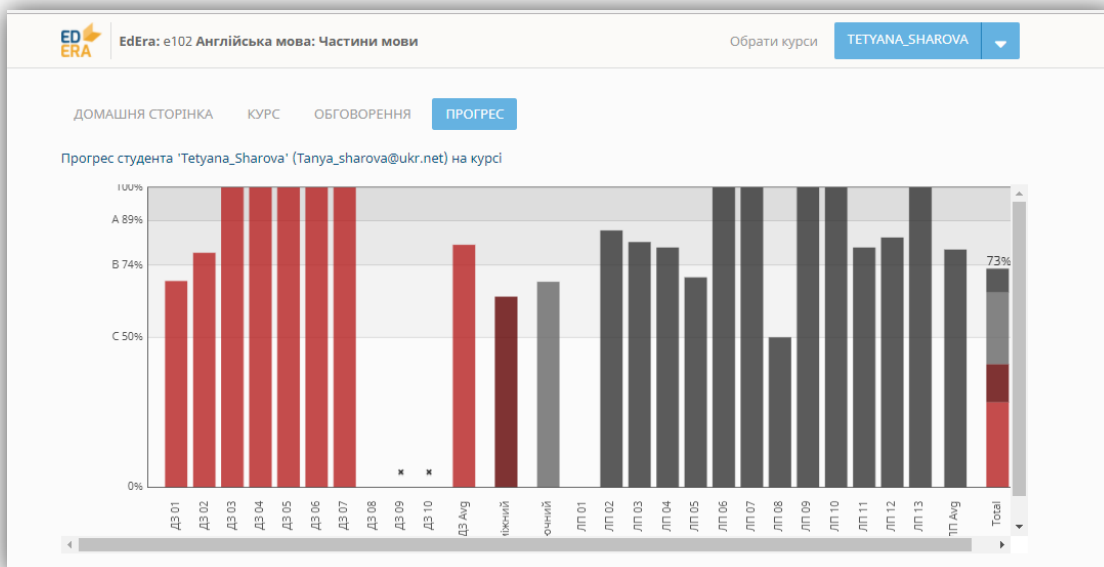 ED
ERA
EdEra: e102 Англійська мова: Частини мови
Обрати курси
TETYANA_SHAROVA
ДОМАШНЯ СТОРІНКА КУРС ОБГОВОРЕННЯ ПРОГРЕС
Прогрес студента 'Tetyana_Sharova' (Tanya_sharova@ukr.net) на курсі
100%
A 89%
B 74%
C 50%
0%
73%
ДЗ 01
ДЗ 02
ДЗ 03
ДЗ 04
ДЗ 05
ДЗ 06
ДЗ 07
ДЗ 08
ДЗ 09
ДЗ 10
ДЗ Avg
іжний
ючний
ЛП 01
ЛП 02
ЛП 03
ЛП 04
ЛП 05
ЛП 06
ЛП 07
ЛП 08
ЛП 09
ЛП 10
ЛП 11
ЛП 12
ЛП 13
ЛП Avg
Total